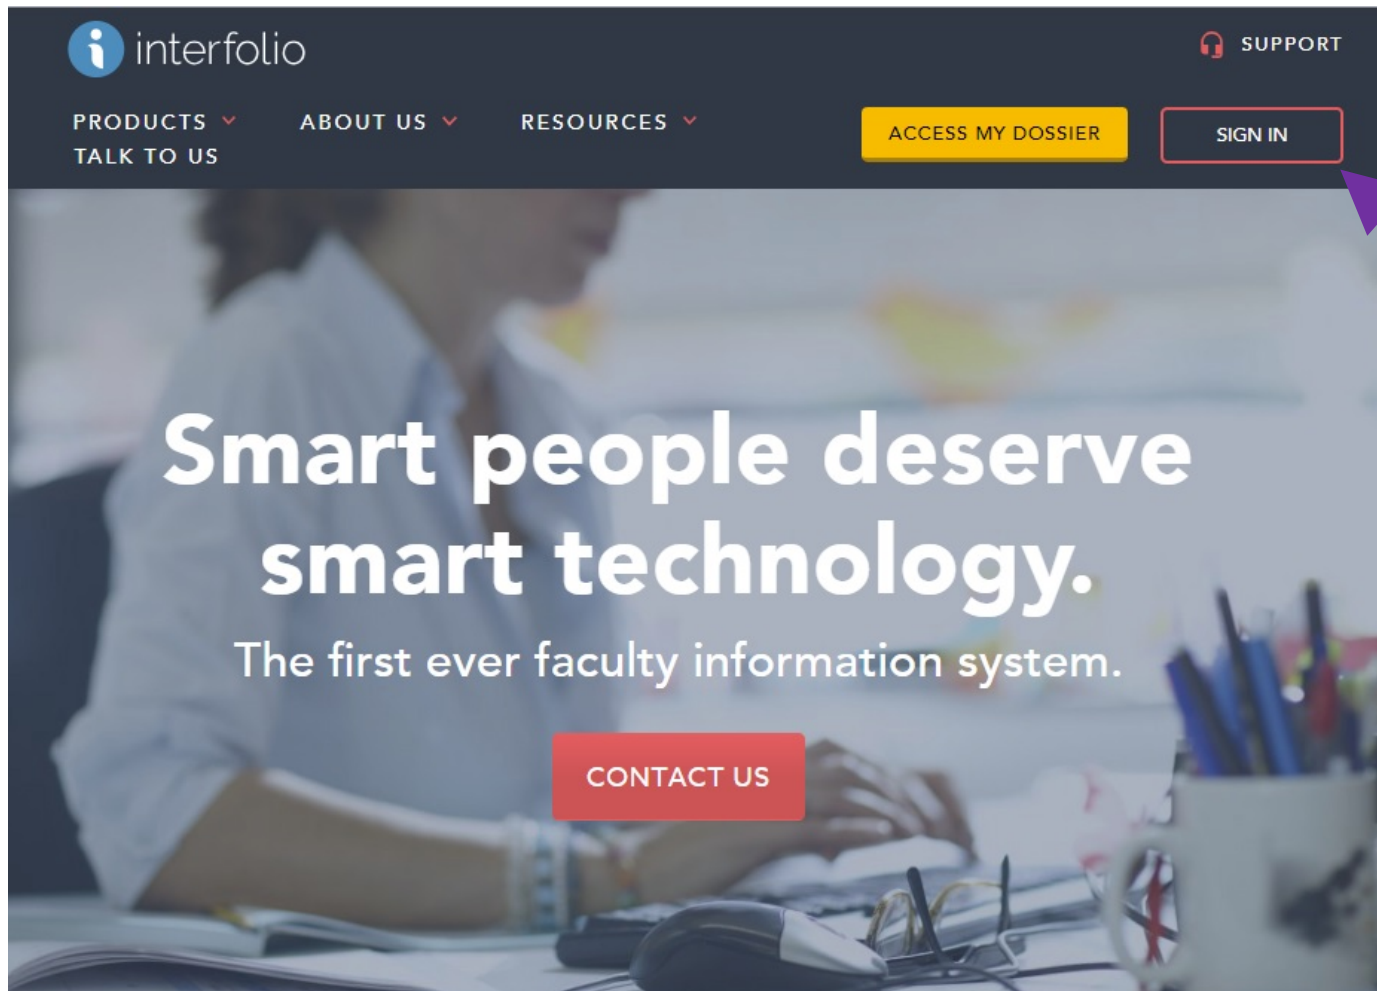 interfolio
SUPPORT
PRODUCTS
ABOUT US
RESOURCES
TALK TO US
ACCESS MY DOSSIER
SIGN IN
Smart people deserve
smart technology.
The first ever faculty information system.
CONTACT US